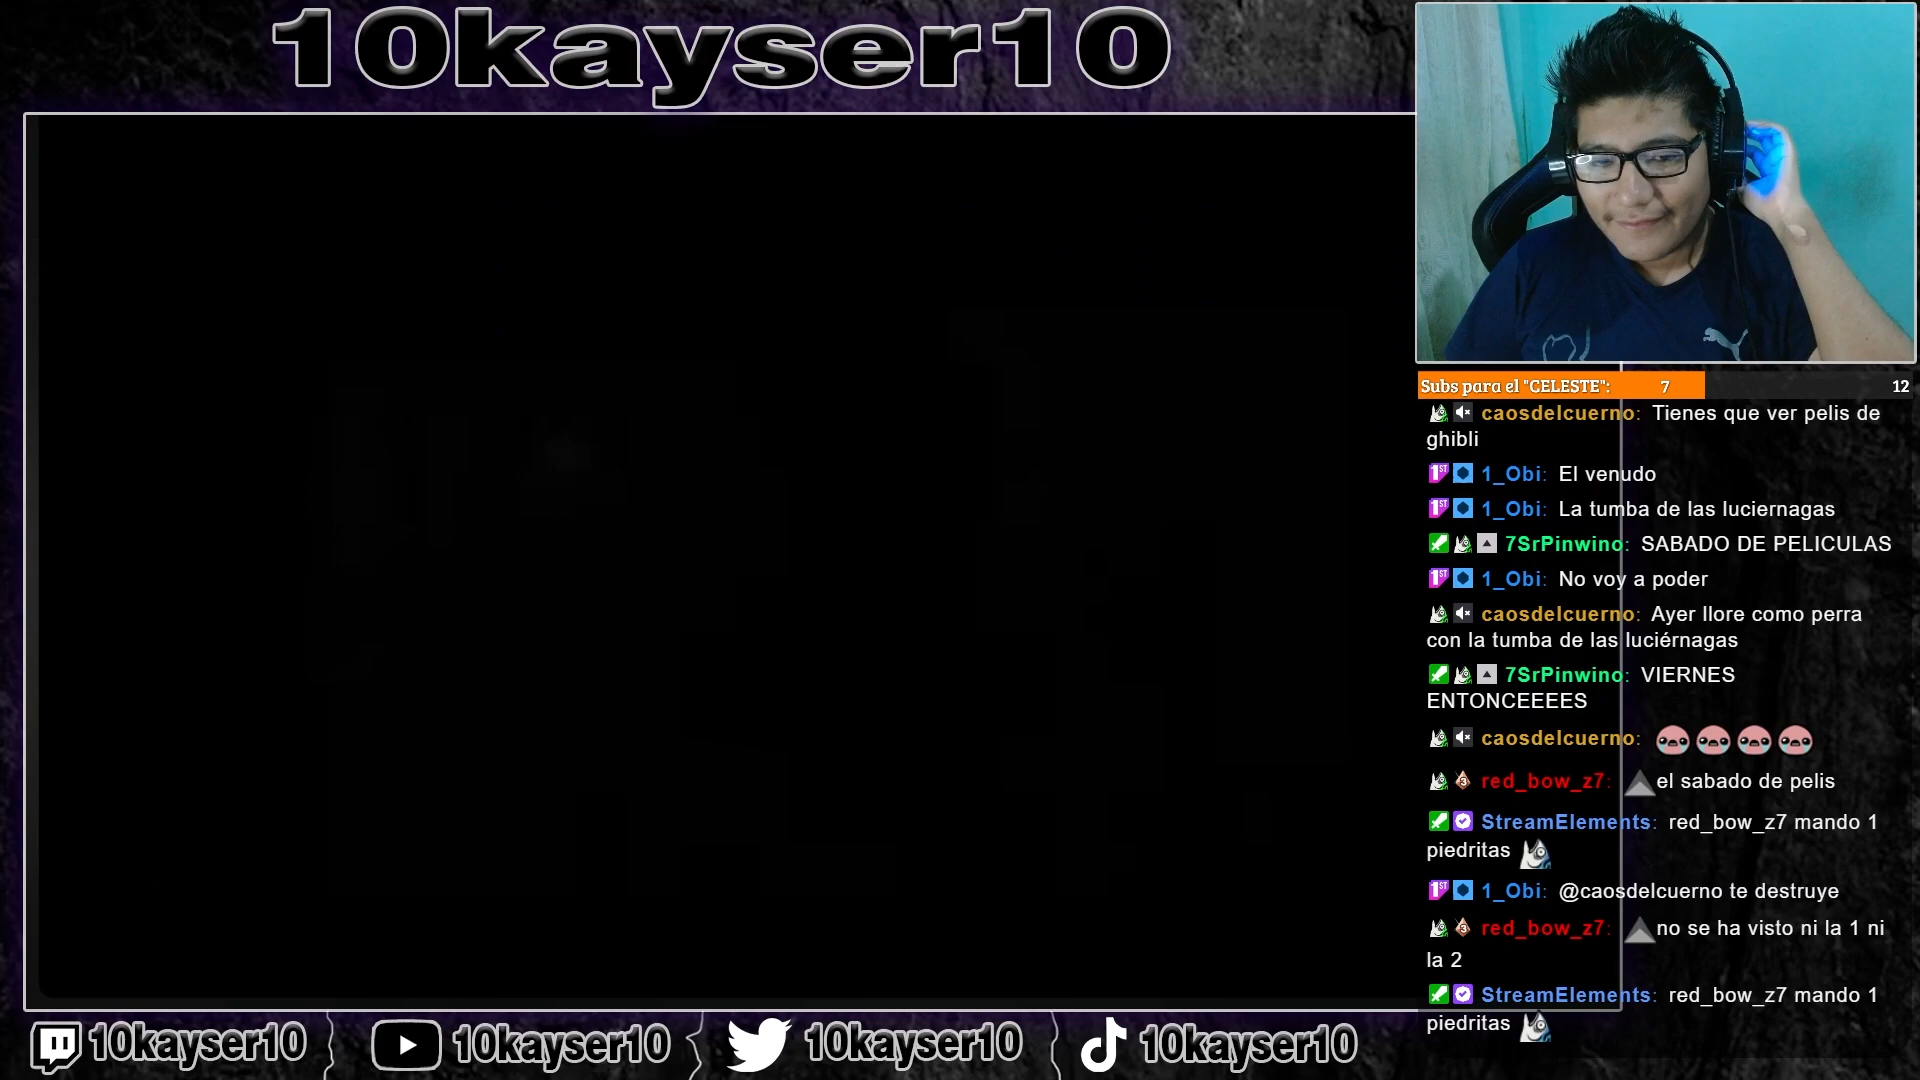 10kayser10
Subs para el "CELESTE": 7 12
caosdelcuerno: Tienes que ver pelis de
ghibli
1_Obi: El venudo
1_Obi: La tumba de las luciernagas
7SrPinwino: SABADO DE PELICULAS
1_Obi: No voy a poder
caosdelcuerno: Ayer llore como perra
con la tumba de las luciérnagas
7SrPinwino: VIERNES
ENTONCEEEES
caosdelcuerno:
red_bow_z7: el sabado de pelis
StreamElements: red_bow_z7 mando 1
piedritas
1_Obi: @caosdelcuerno te destruye
red_bow_z7: no se ha visto ni la 1 ni
la 2
StreamElements: red_bow_z7 mando 1
piedritas
10kayser10 10kayser10 10kayser10 10kayser10